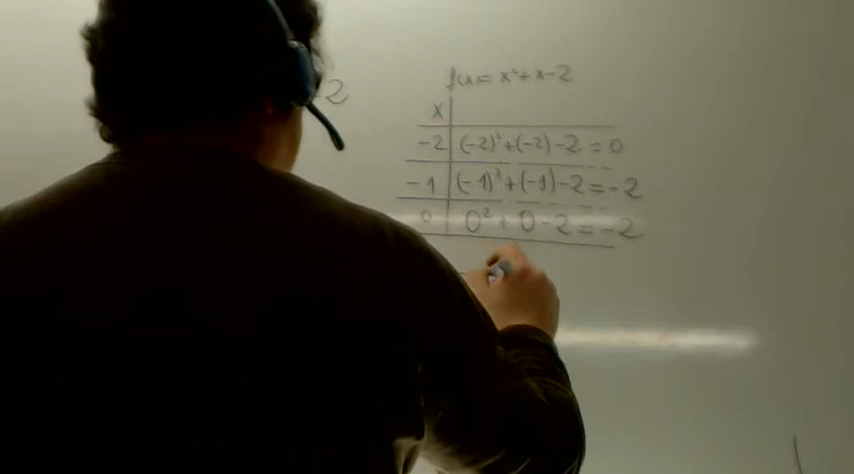 -2
f(x)= x²+x-2
x
-2 (-2)²+(-2)-2=0
-1 (-1)²+(-1)-2=-2
0 0²+0-2=-2